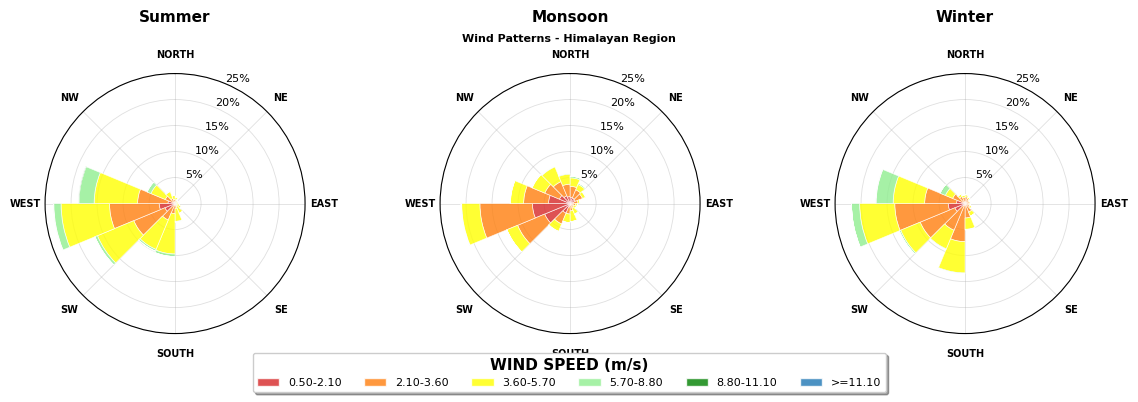 Summer
Monsoon
Winter
Wind Patterns - Himalayan Region
NORTH
NORTH
NORTH
25%
25%
25%
NW
NE
NW
NE
NW
NE
20%
20%
20%
15%
15%
15%
10%
10%
10%
5%
5%
5%
WEST
EAST
WEST
EAST
WEST
EAST
SW
SE
SW
SE
SW
SE
SOUTH
SOUTH
SOUTH
WIND SPEED (m/s)
0.50-2.10
2.10-3.60
3.60-5.70
5.70-8.80
8.80-11.10
>=11.10